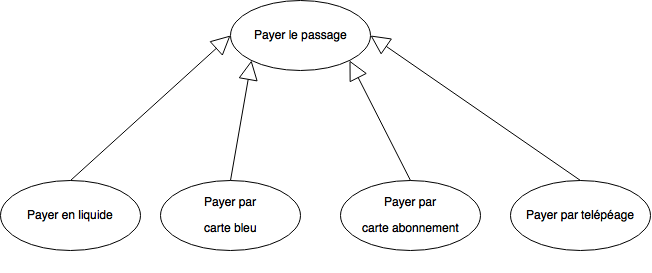 Payer le passage
Payer en liquide
Payer par
carte bleu
Payer par
carte abonnement
Payer par telépéage